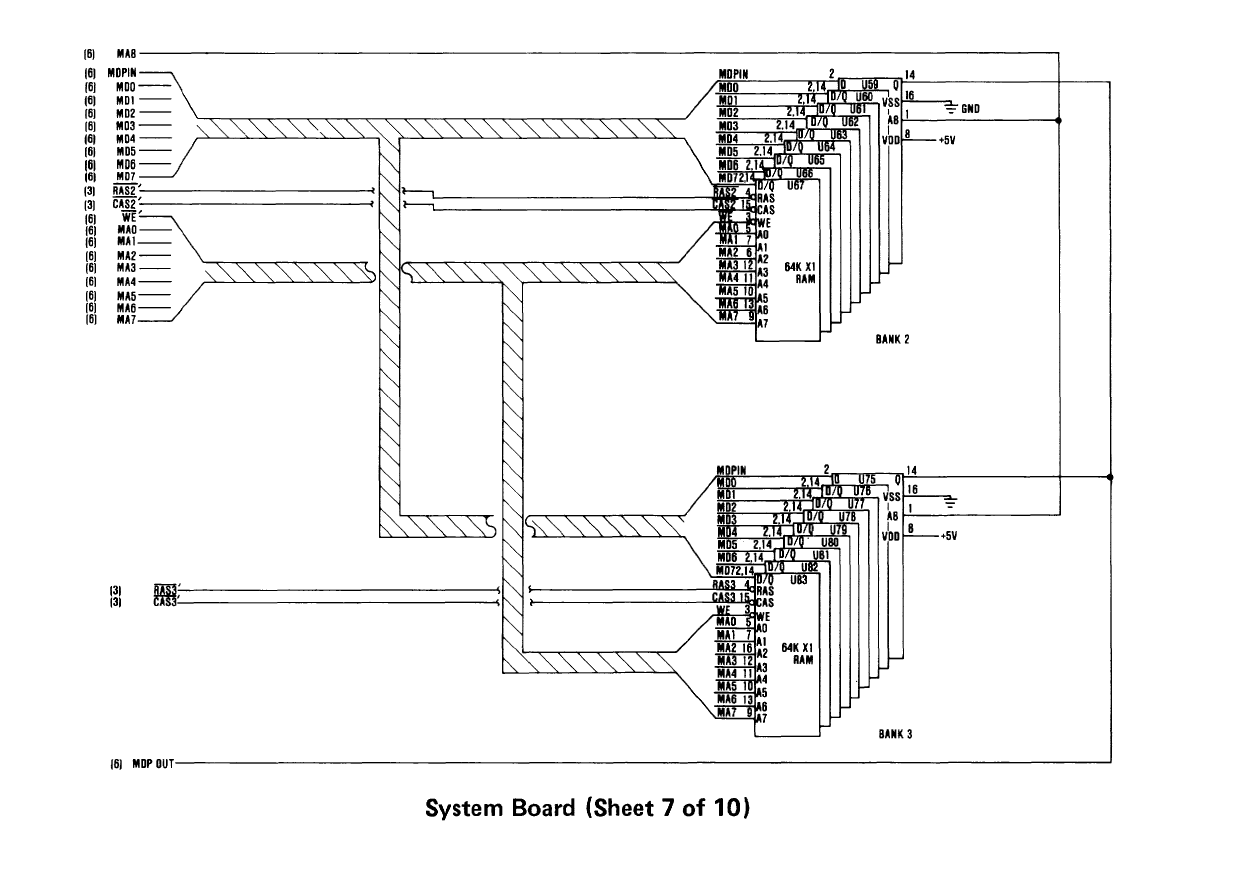 (6) MA8
(6) MDPIN
(6) MD0
(6) MD1
(6) MD2
(6) MD3
(6) MD4
(6) MD5
(6) MD6
(6) MD7
(3) RAS2
(3) CAS2
(6) WE
(6) MA0
(6) MA1
(6) MA2
(6) MA3
(6) MA4
(6) MA5
(6) MA6
(6) MA7
MDPIN 2 D U59 Q 14
MD0 2,14 D/Q U60
MD1 2,14 D/Q U61
MD2 2,14 D/Q U62
MD3 2,14 D/Q U63
MD4 2,14 D/Q U64
MD5 2,14 D/Q U65
MD6 2,14 D/Q U66
MD7 2,14 D/Q U67
VSS 16 GND
A8 1
VDD 8 +5V
RAS2 4 RAS
CAS2 15 CAS
WE 3 WE
MA0 5 A0
MA1 7 A1
MA2 6 A2
MA3 12 A3
MA4 11 A4
MA5 10 A5
MA6 13 A6
MA7 9 A7
64K X1
RAM
BANK 2
MDPIN 2 D U75 Q 14
MD0 2,14 D/Q U76
MD1 2,14 D/Q U77
MD2 2,14 D/Q U78
MD3 2,14 D/Q U79
MD4 2,14 D/Q U80
MD5 2,14 D/Q U81
MD6 2,14 D/Q U82
MD7 2,14 D/Q U83
VSS 16
A8 1
VDD 8 +5V
(3) RAS3
(3) CAS3
RAS3 4 RAS
CAS3 15 CAS
WE 3 WE
MA0 5 A0
MA1 7 A1
MA2 16 A2
MA3 12 A3
MA4 11 A4
MA5 10 A5
MA6 13 A6
MA7 9 A7
64K X1
RAM
BANK 3
(6) MDP OUT
System Board (Sheet 7 of 10)